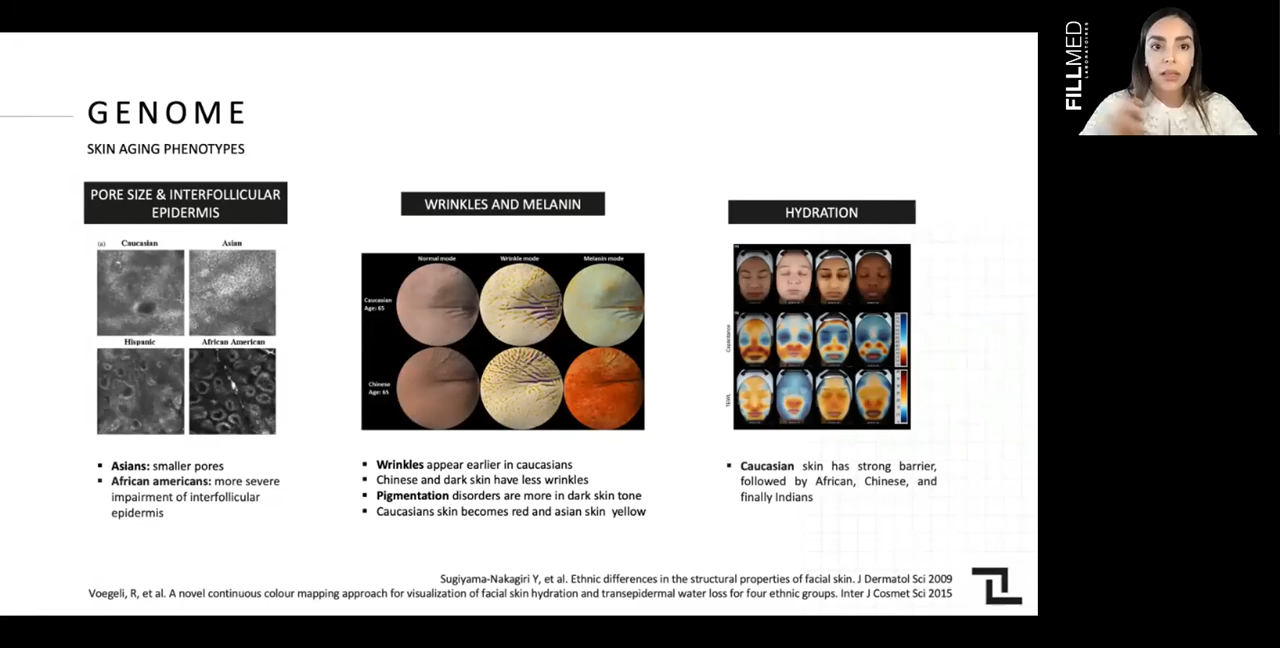 GENOME
SKIN AGING PHENOTYPES
PORE SIZE & INTERFOLLICULAR
EPIDERMIS
(a) Caucasian Asian
Hispanic African American
▪ Asians: smaller pores
▪ African americans: more severe
impairment of interfollicular
epidermis
WRINKLES AND MELANIN
Normal mode Wrinkle mode Melanin mode
Caucasian
Age: 65
Chinese
Age: 65
▪ Wrinkles appear earlier in caucasians
▪ Chinese and dark skin have less wrinkles
▪ Pigmentation disorders are more in dark skin tone
▪ Caucasians skin becomes red and asian skin yellow
HYDRATION
Capacitance
TEWL
▪ Caucasian skin has strong barrier,
followed by African, Chinese, and
finally Indians
Sugiyama-Nakagiri Y, et al. Ethnic differences in the structural properties of facial skin. J Dermatol Sci 2009
Voegeli, R, et al. A novel continuous colour mapping approach for visualization of facial skin hydration and transepidermal water loss for four ethnic groups. Inter J Cosmet Sci 2015
FILLMED
LABORATOIRES